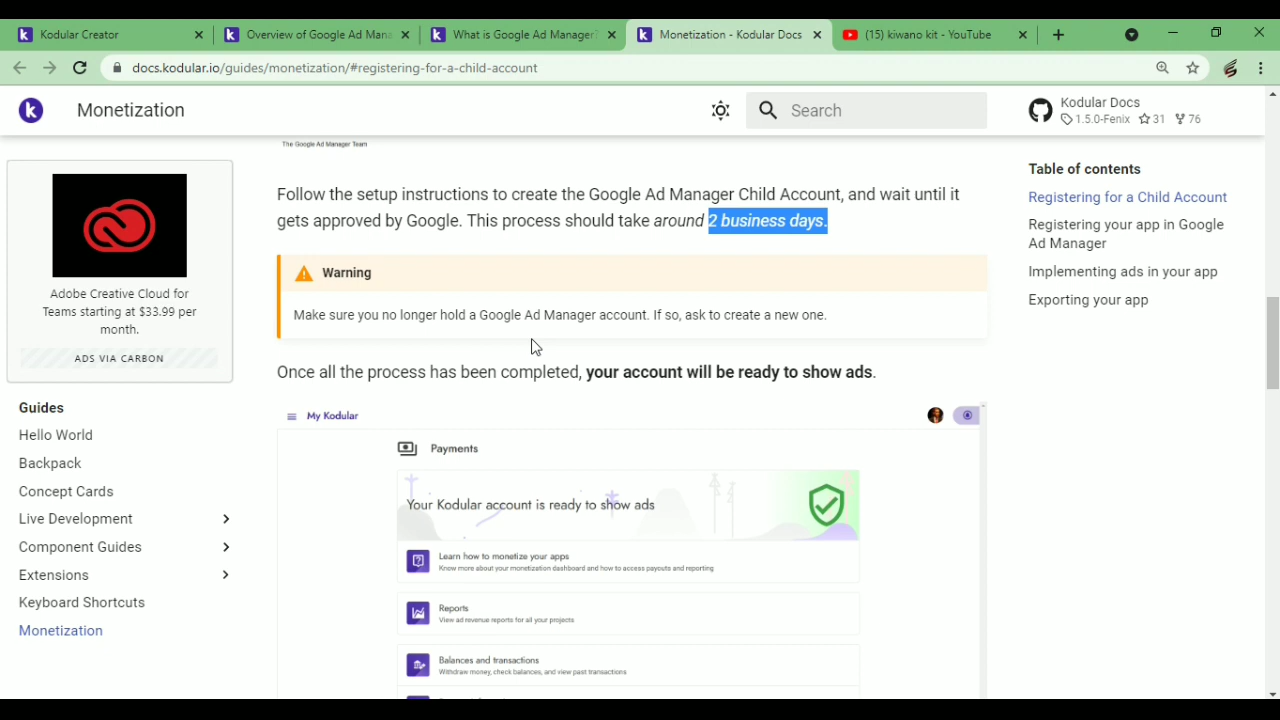 Kodular Creator
Overview of Google Ad Mana
What is Google Ad Manager?
Monetization - Kodular Docs
(15) kiwano kit - YouTube
docs.kodular.io/guides/monetization/#registering-for-a-child-account
Monetization
Search
Kodular Docs
1.5.0-Fenix 31 76
The Google Ad Manager Team
Follow the setup instructions to create the Google Ad Manager Child Account, and wait until it
gets approved by Google. This process should take around 2 business days.
Warning
Make sure you no longer hold a Google Ad Manager account. If so, ask to create a new one.
Once all the process has been completed, your account will be ready to show ads.
My Kodular
Payments
Your Kodular account is ready to show ads
Learn how to monetize your apps
Know more about your monetization dashboard and how to access payouts and reporting
Reports
View ad revenue reports for all your projects
Balances and transactions
Withdraw money, check balances, and view past transactions
Adobe Creative Cloud for
Teams starting at $33.99 per
month.
ADS VIA CARBON
Guides
Hello World
Backpack
Concept Cards
Live Development
Component Guides
Extensions
Keyboard Shortcuts
Monetization
Table of contents
Registering for a Child Account
Registering your app in Google
Ad Manager
Implementing ads in your app
Exporting your app